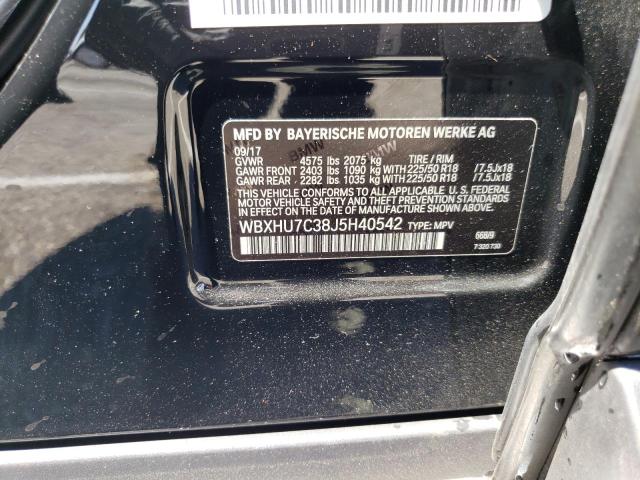 MFD BY BAYERISCHE MOTOREN WERKE AG
09/17
GVWR 4575 lbs 2075 kg TIRE / RIM
GAWR FRONT 2403 lbs 1090 kg WITH 225/50 R18 /7.5Jx18
GAWR REAR 2282 lbs 1035 kg WITH 225/50 R18 /7.5Jx18
THIS VEHICLE CONFORMS TO ALL APPLICABLE U. S. FEDERAL
MOTOR VEHICLE SAFETY AND THEFT PREVENTION STANDARDS
IN EFFECT ON THE DATE OF MANUFACTURE SHOWN ABOVE.
WBXHU7C38J5H40542 TYPE: MPV
668/9
7 320 730